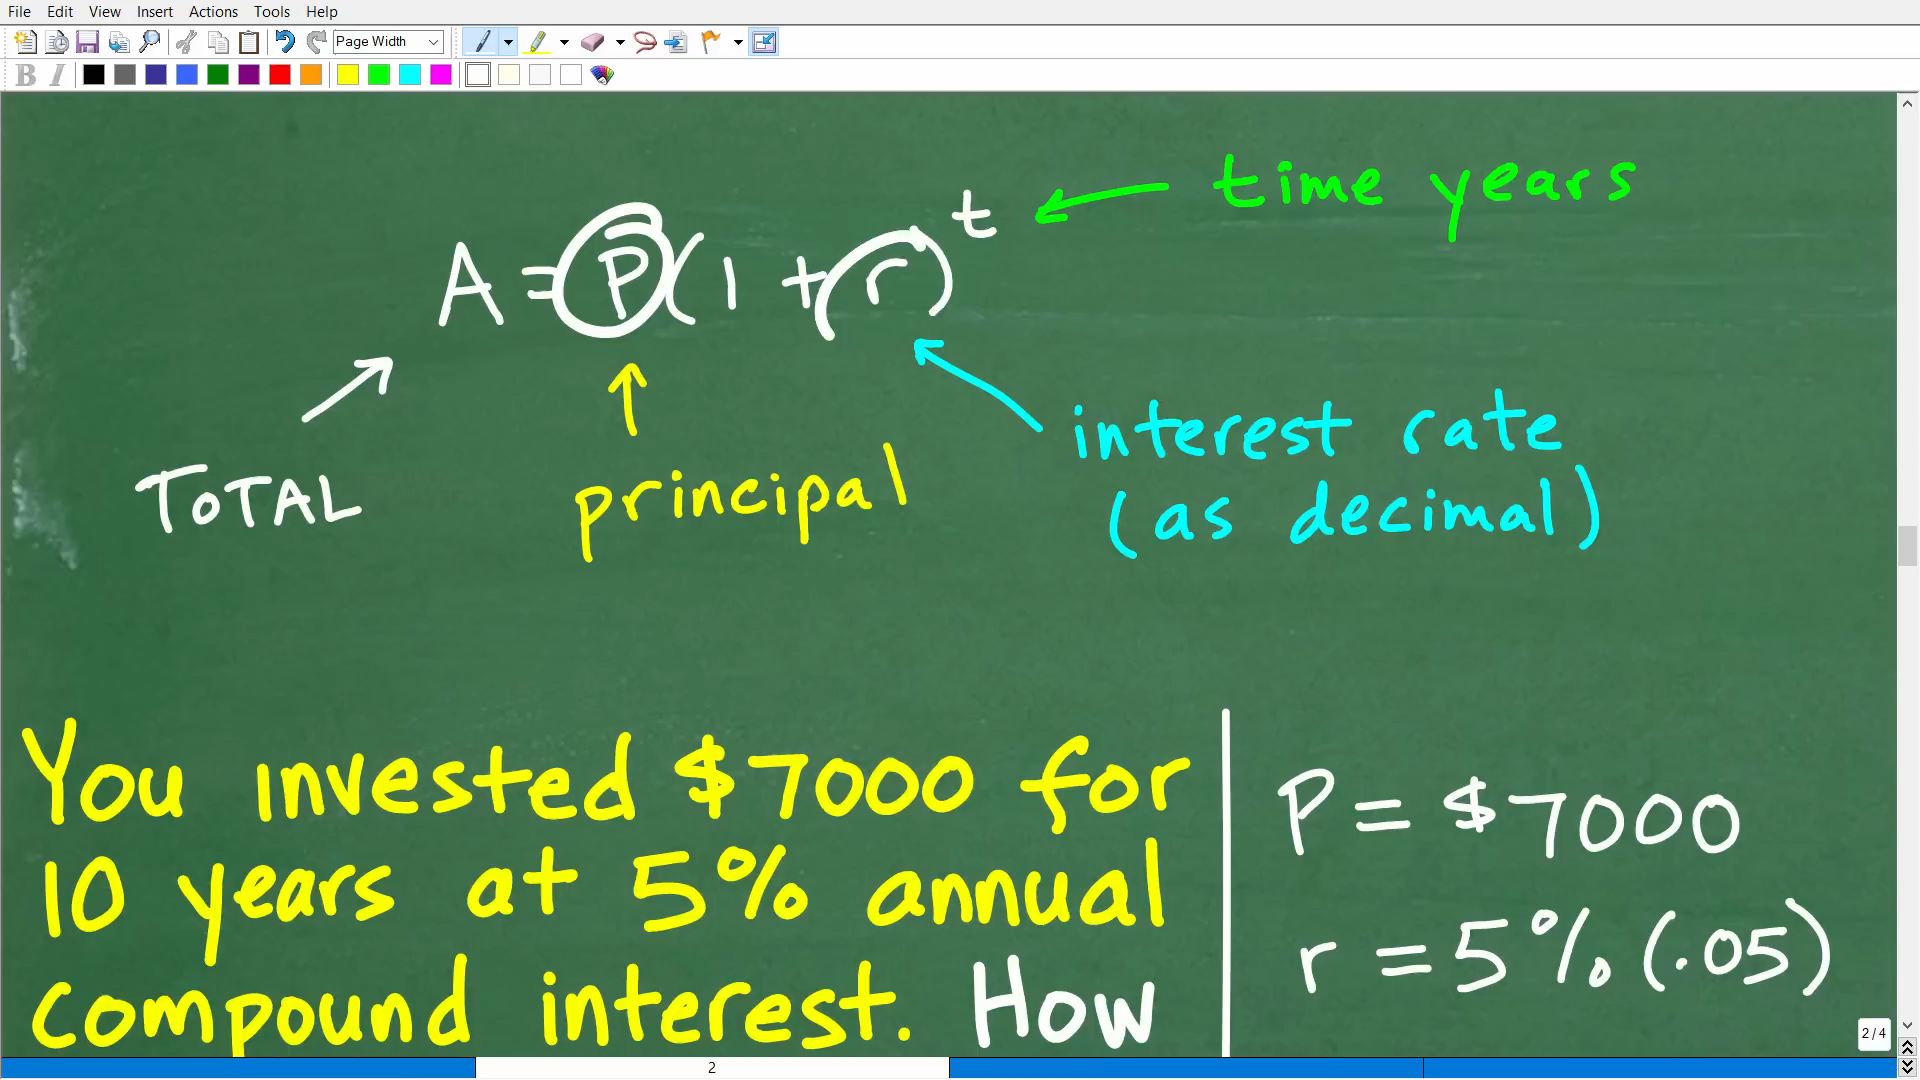 File Edit View Insert Actions Tools Help
Page Width
B I
A = P(1 + r)^t
time years
TOTAL
principal
interest rate
(as decimal)
You invested $7000 for
10 years at 5% annual
compound interest. How
P = $7000
r = 5% (.05)
2 / 4
2